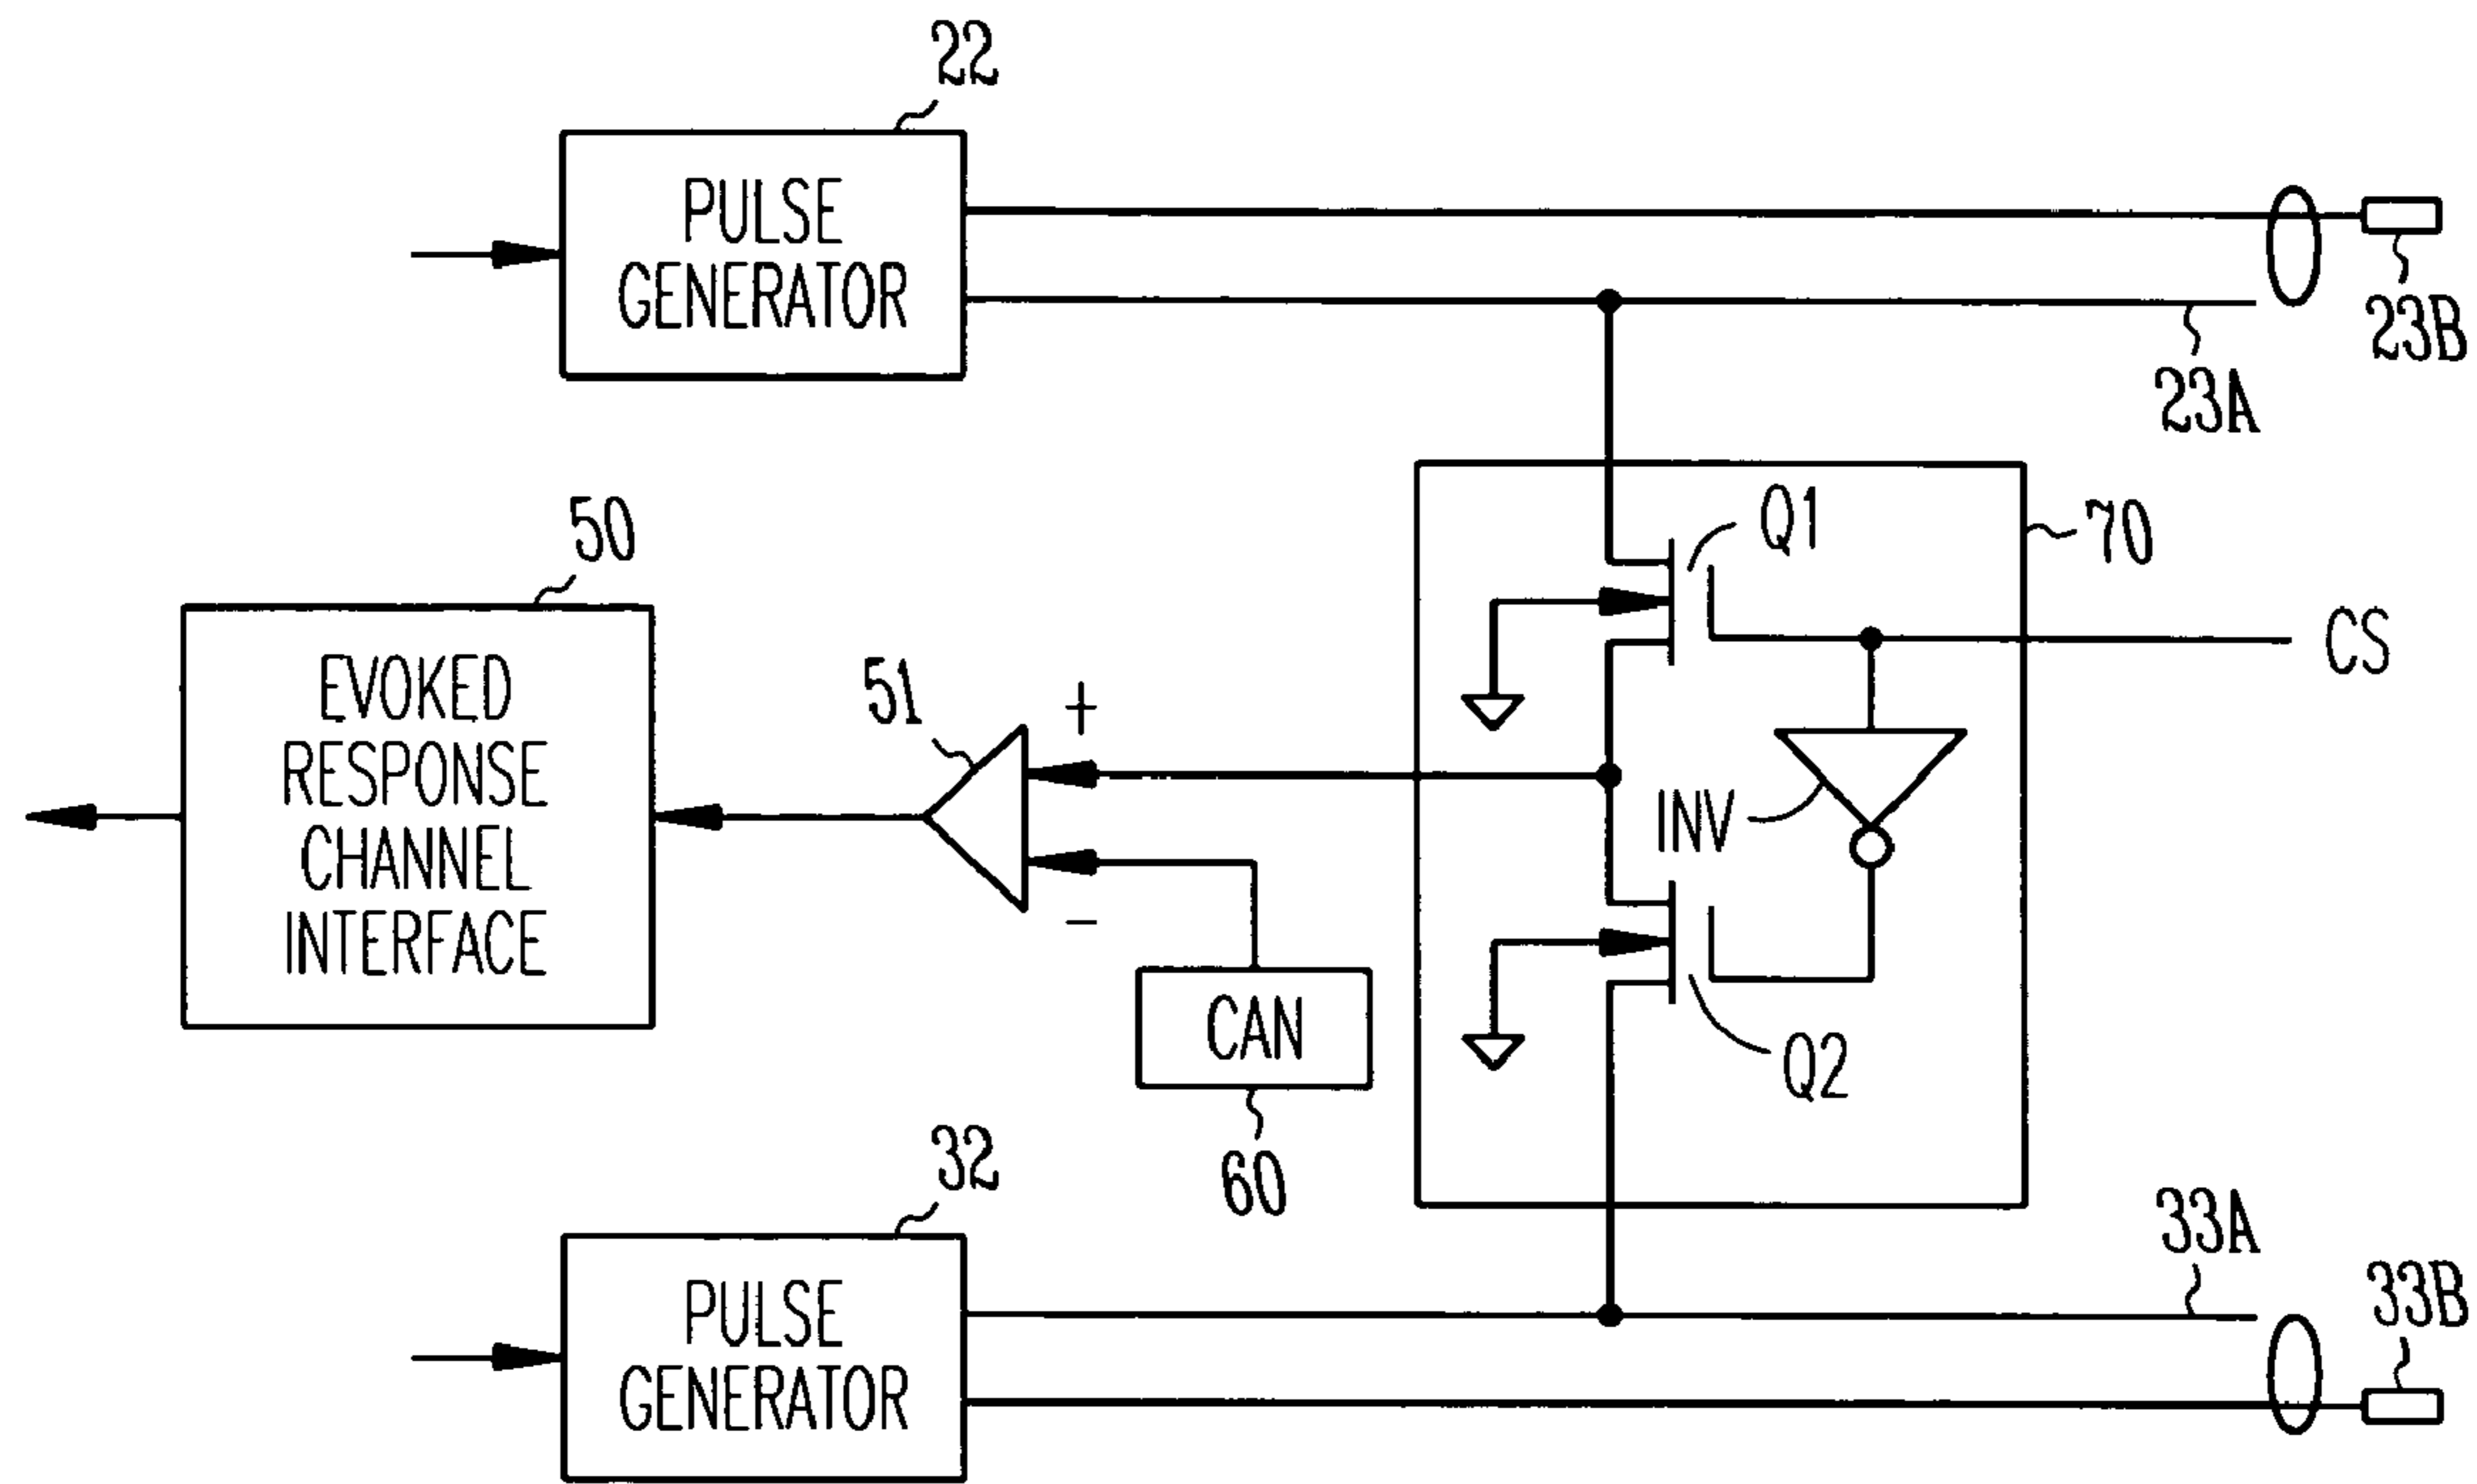 22
PULSE
GENERATOR
23B
23A
50
Q1
70
EVOKED
RESPONSE
CHANNEL
INTERFACE
51
+
CS
INV
−
CAN
Q2
60
32
33A
33B
PULSE
GENERATOR